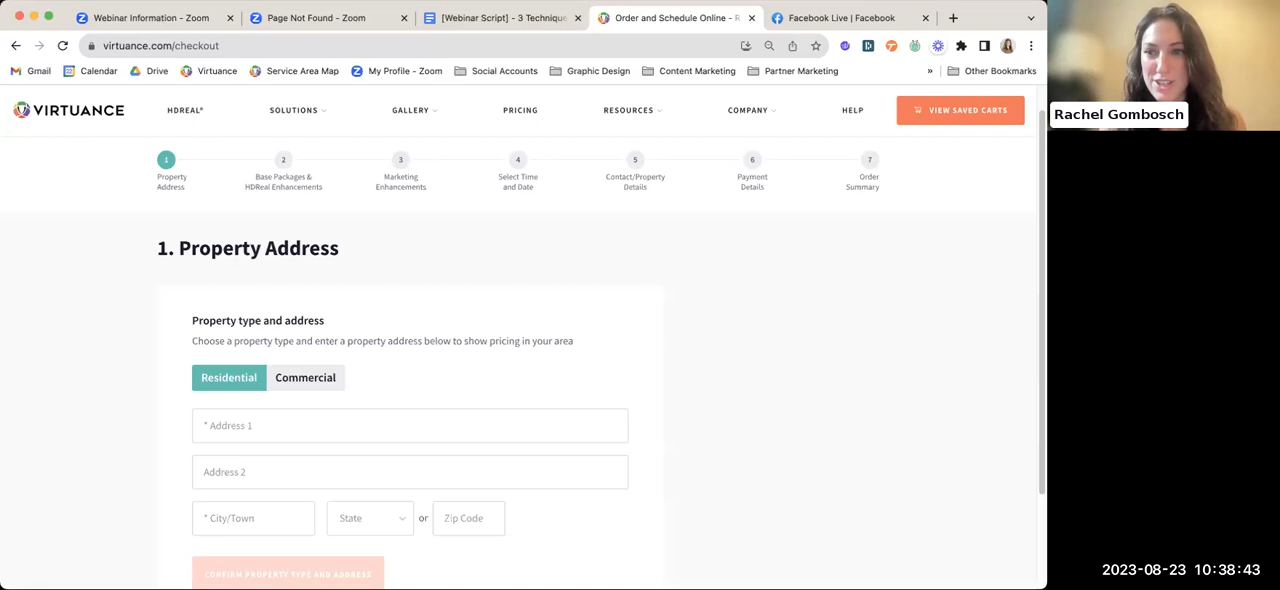 Webinar Information - Zoom
Page Not Found - Zoom
[Webinar Script] - 3 Technique
Order and Schedule Online - R
Facebook Live | Facebook
virtuance.com/checkout
Gmail
Calendar
Drive
Virtuance
Service Area Map
My Profile - Zoom
Social Accounts
Graphic Design
Content Marketing
Partner Marketing
»
Other Bookmarks
VIRTUANCE
HDREAL®
SOLUTIONS
GALLERY
PRICING
RESOURCES
COMPANY
HELP
VIEW SAVED CARTS
1
Property
Address
2
Base Packages &
HDReal Enhancements
3
Marketing
Enhancements
4
Select Time
and Date
5
Contact/Property
Details
6
Payment
Details
7
Order
Summary
1. Property Address
Property type and address
Choose a property type and enter a property address below to show pricing in your area
Residential
Commercial
* Address 1
Address 2
* City/Town
State
or
Zip Code
CONFIRM PROPERTY TYPE AND ADDRESS
Rachel Gombosch
2023-08-23 10:38:43